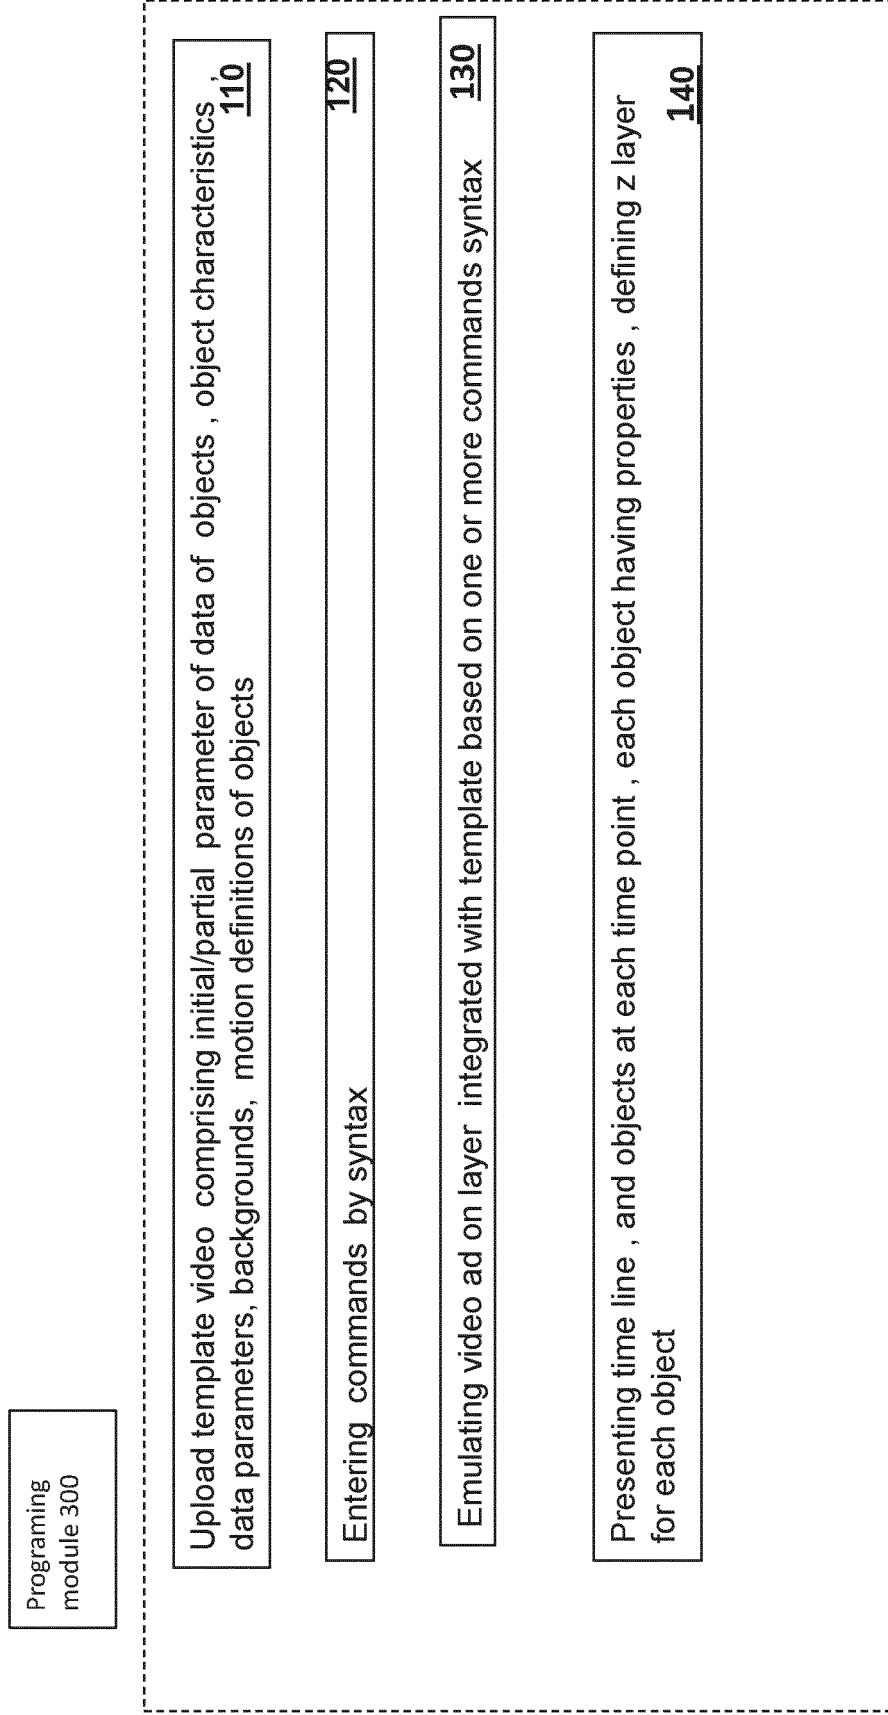 Programing
module 300
Upload template video comprising initial/partial parameter of data of objects , object characteristics ,
data parameters, backgrounds, motion definitions of objects
110
Entering commands by syntax
120
Emulating video ad on layer integrated with template based on one or more commands syntax
130
Presenting time line , and objects at each time point , each object having properties , defining z layer
for each object
140